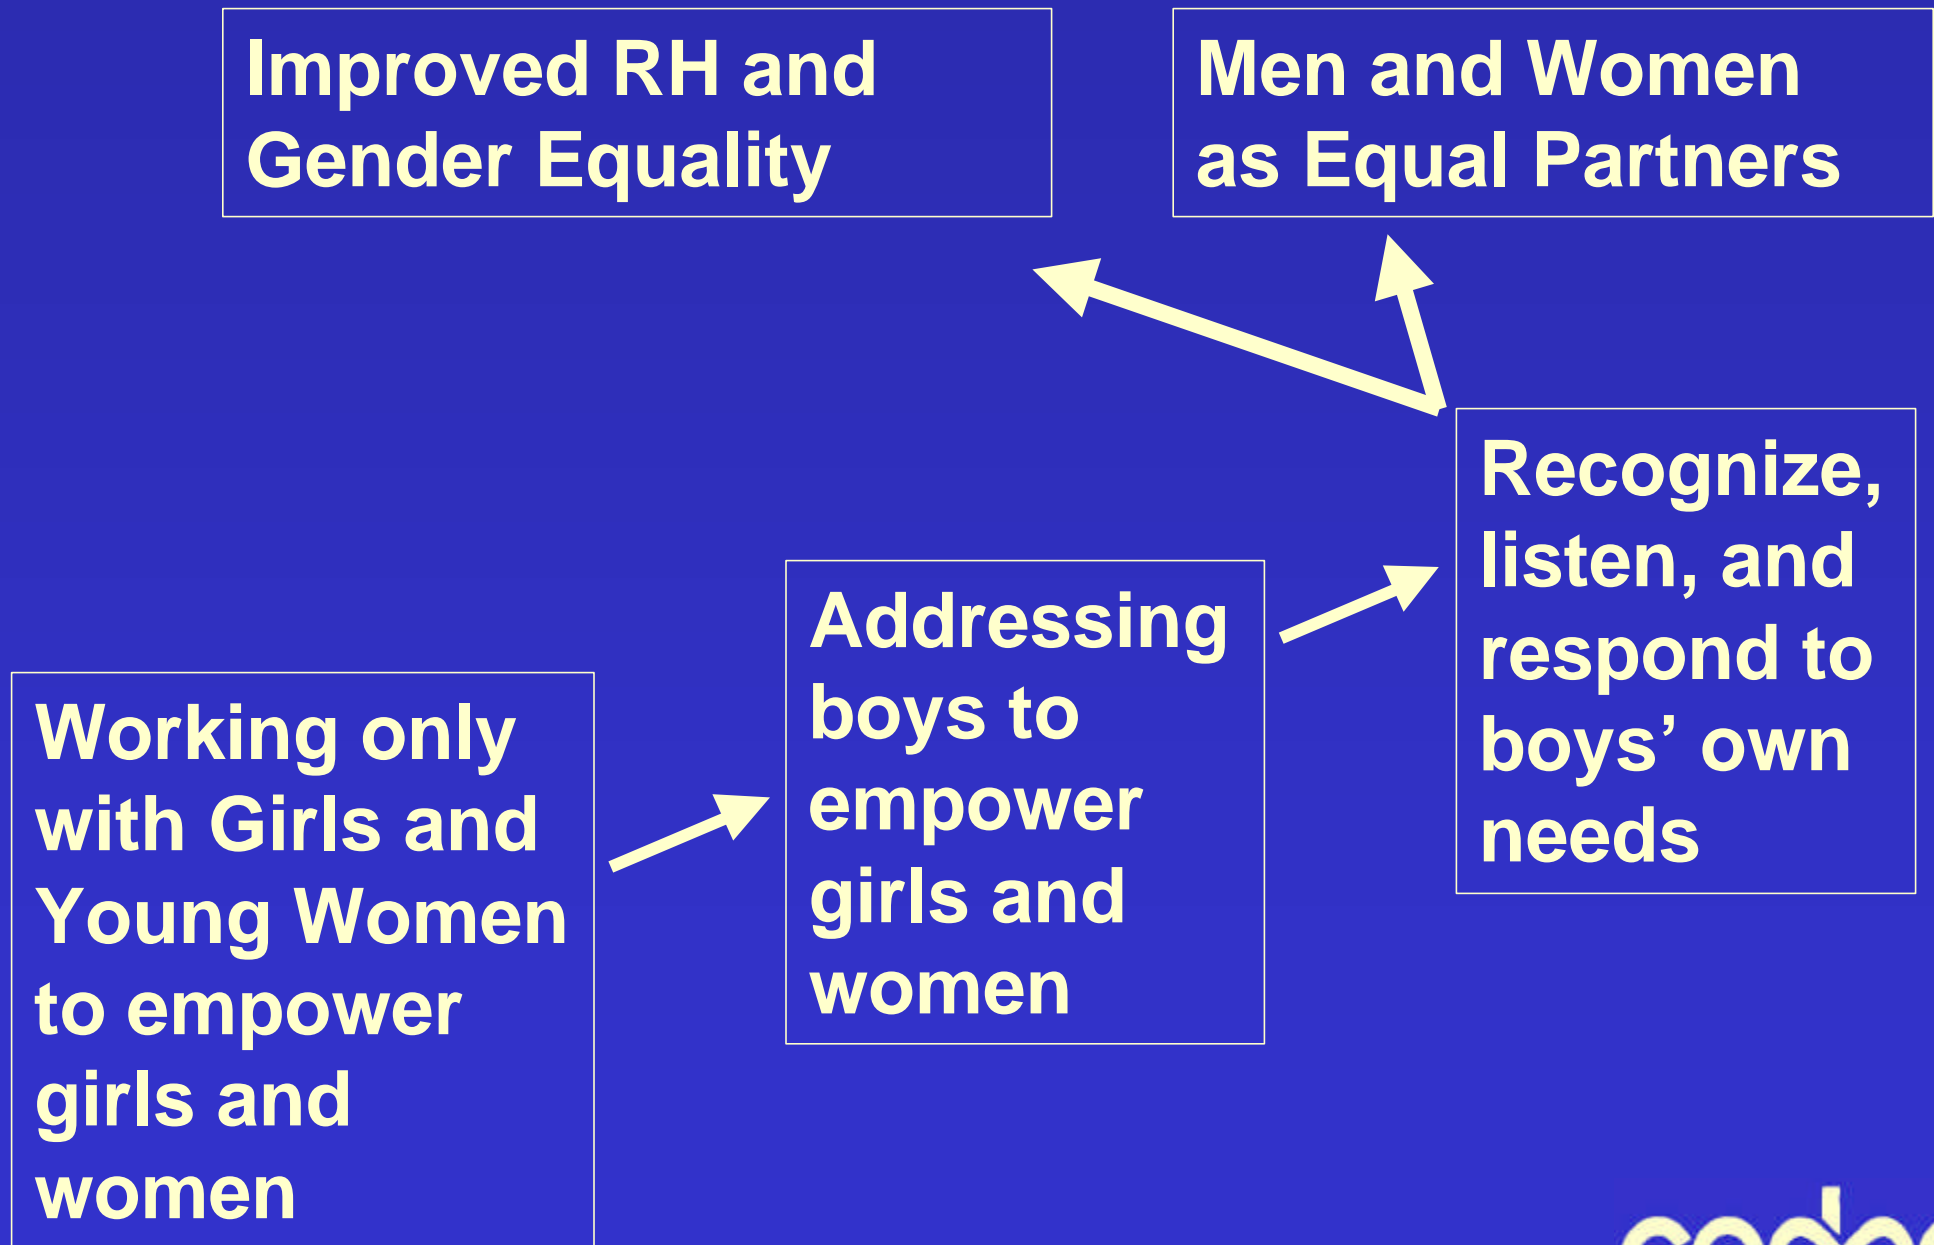 Improved RH and
Gender Equality
Men and Women
as Equal Partners
Recognize,
listen, and
respond to
boys’ own
needs
Addressing
boys to
empower
girls and
women
Working only
with Girls and
Young Women
to empower
girls and
women